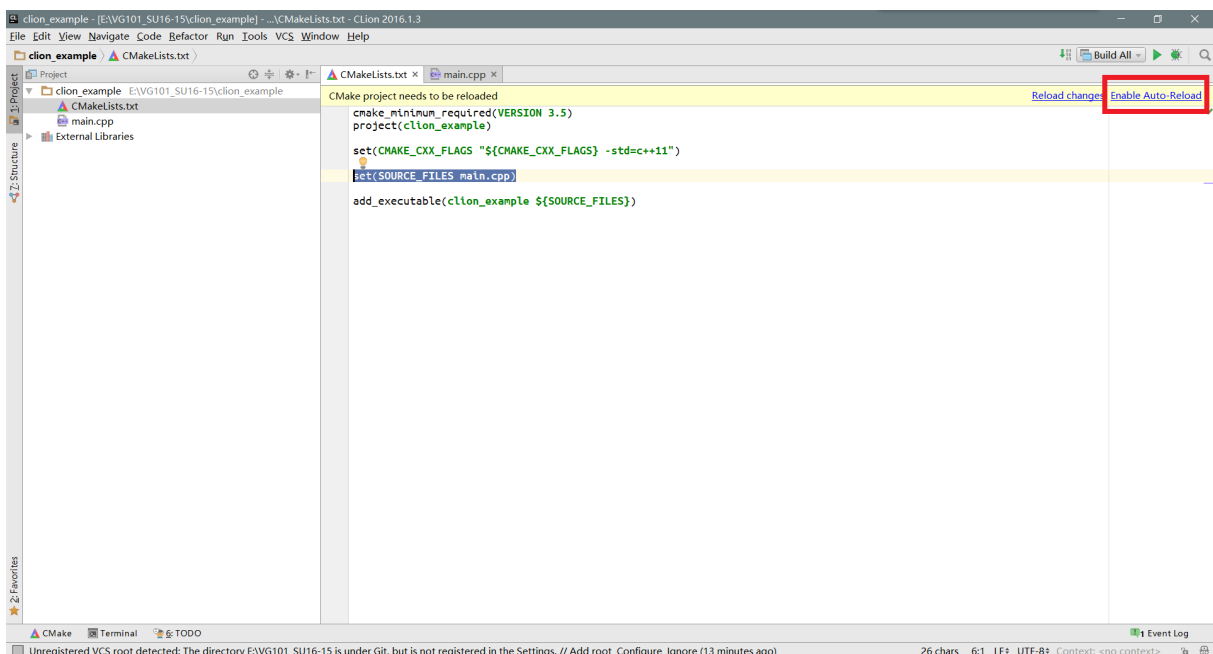 clion_example - [E:\VG101_SU16-15\clion_example] - ...\CMakeLists.txt - CLion 2016.1.3
File Edit View Navigate Code Refactor Run Tools VCS Window Help
clion_example CMakeLists.txt
Build All
1: Project
Project
CMakeLists.txt × main.cpp ×
clion_example E:\VG101_SU16-15\clion_example
CMakeLists.txt
main.cpp
External Libraries
Z: Structure
CMake project needs to be reloaded
Reload changes Enable Auto-Reload
cmake_minimum_required(VERSION 3.5)
project(clion_example)
set(CMAKE_CXX_FLAGS "${CMAKE_CXX_FLAGS} -std=c++11")
set(SOURCE_FILES main.cpp)
add_executable(clion_example ${SOURCE_FILES})
2: Favorites
CMake Terminal 6: TODO
1 Event Log
Unregistered VCS root detected: The directory E:\VG101_SU16-15 is under Git, but is not registered in the Settings. // Add root Configure Ignore (13 minutes ago)
26 chars 6:1 LF÷ UTF-8÷ Context: <no context>